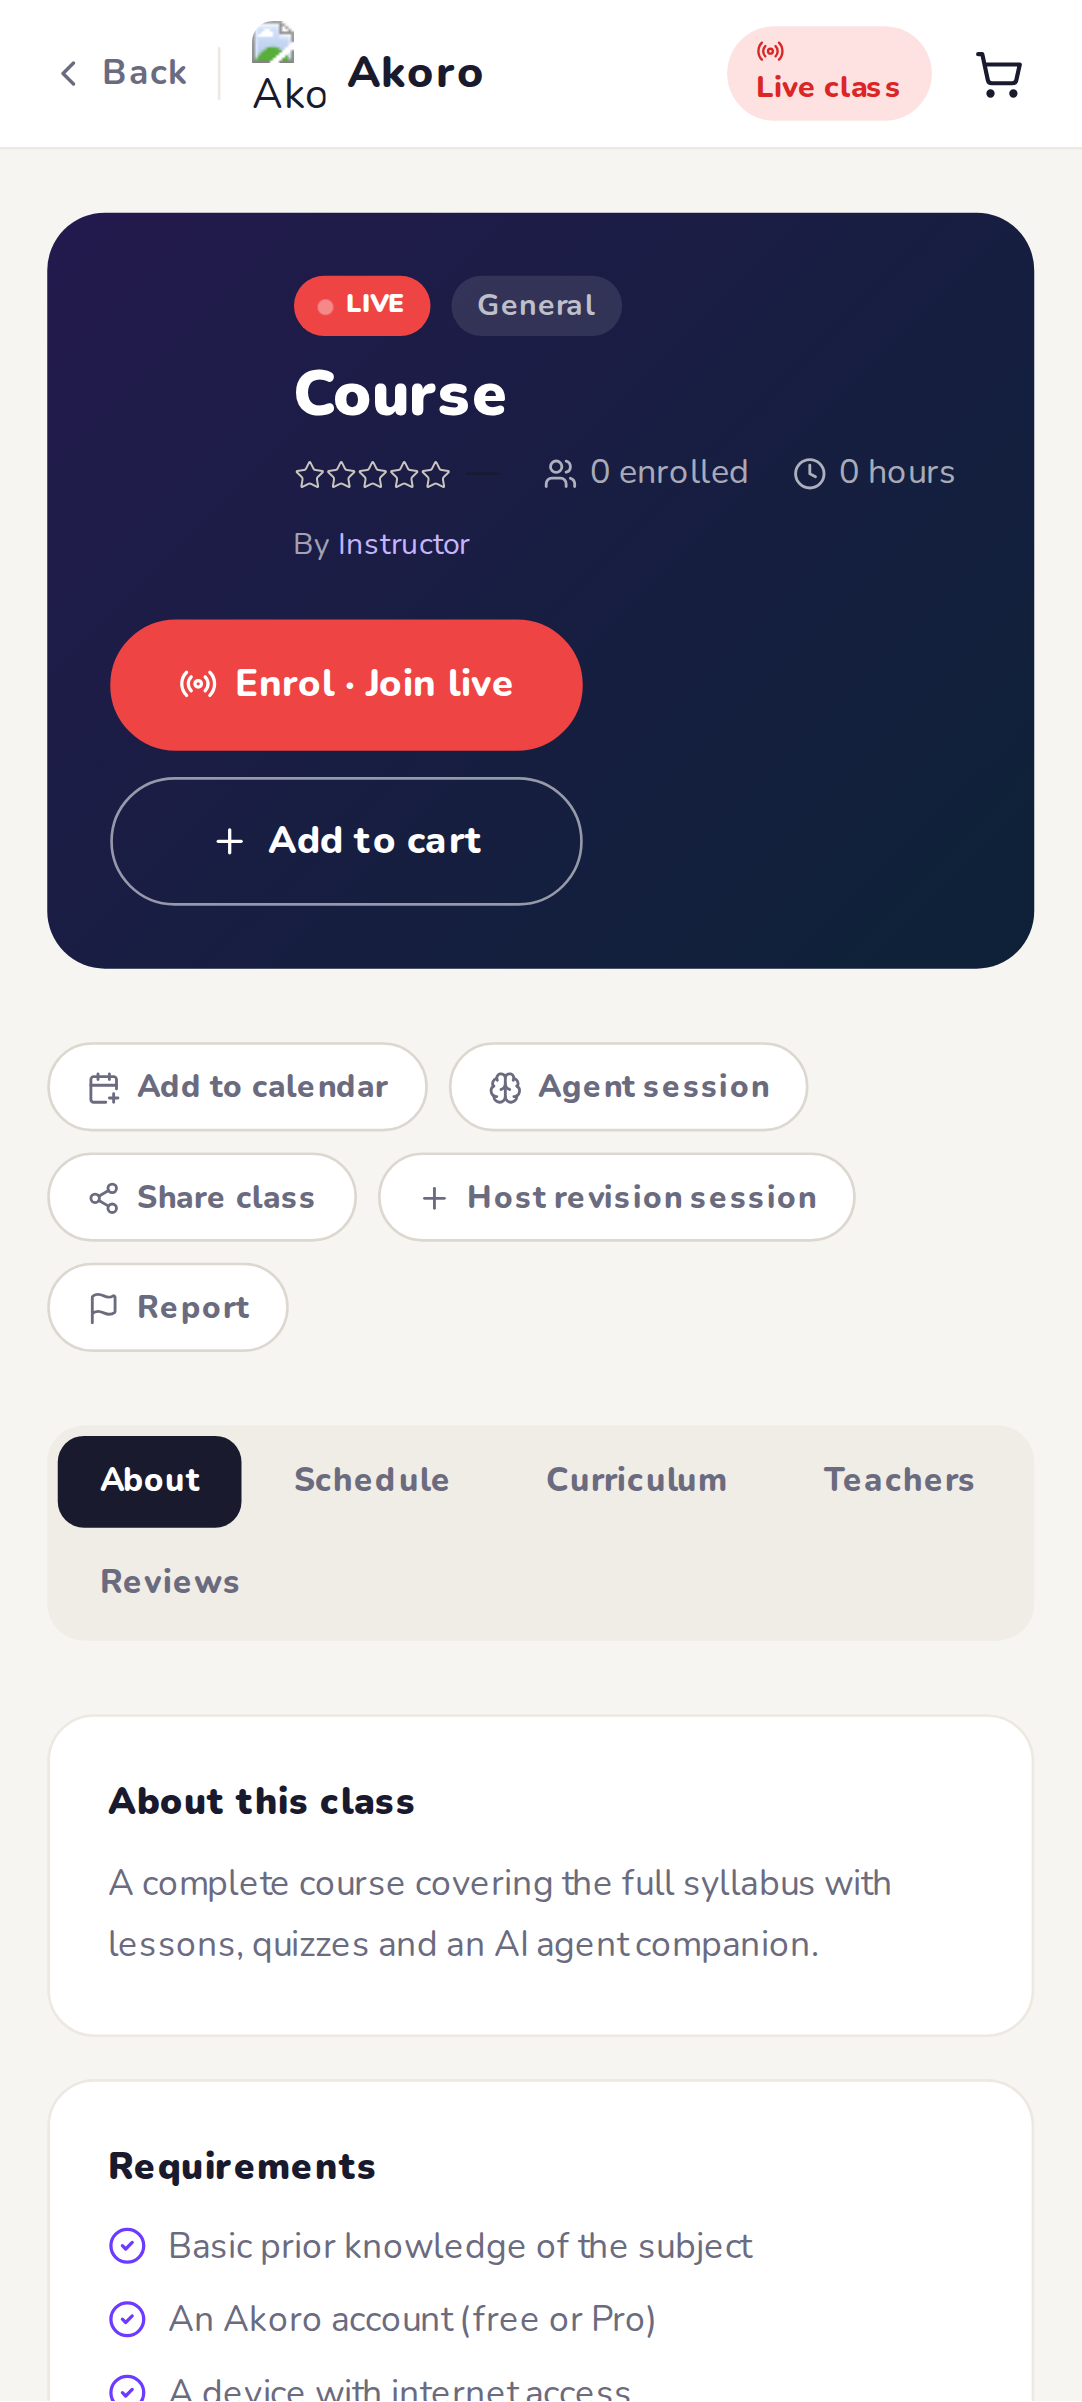 Back
Ako
Akoro
Live class
LIVE
General
Course
—
0 enrolled
0 hours
By Instructor
Enrol · Join live
Add to cart
Add to calendar
Agent session
Share class
Host revision session
Report
About
Schedule
Curriculum
Teachers
Reviews
About this class
A complete course covering the full syllabus with
lessons, quizzes and an AI agent companion.
Requirements
Basic prior knowledge of the subject
An Akoro account (free or Pro)
A device with internet access